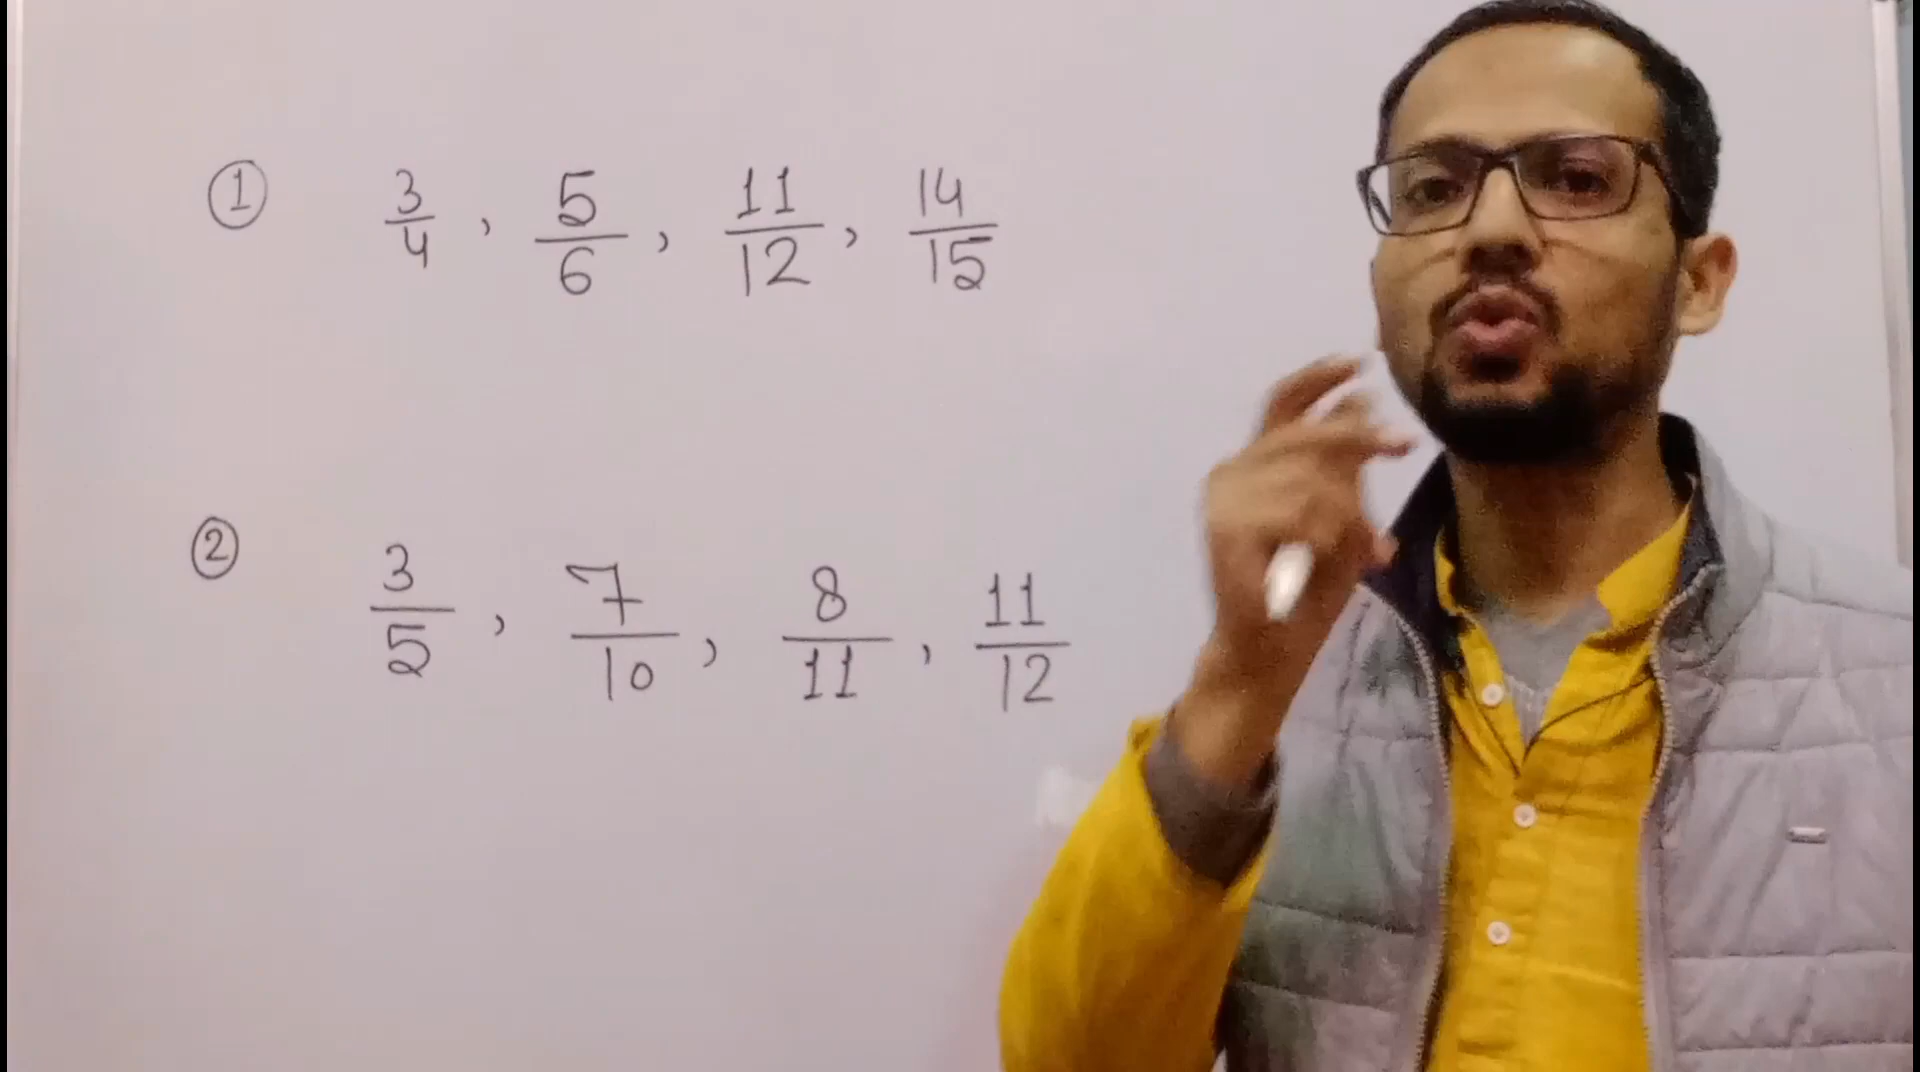 ① 3/4 , 5/6 , 11/12 , 14/15
② 3/5 , 7/10 , 8/11 , 11/12